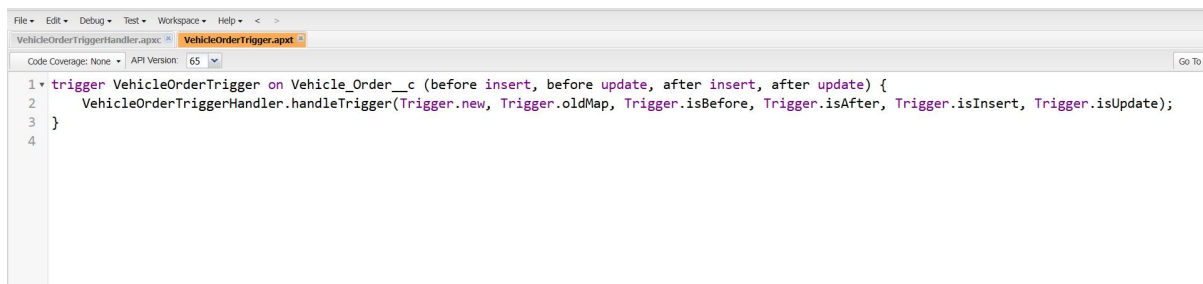 File Edit Debug Test Workspace Help < >
VehicleOrderTriggerHandler.apxc VehicleOrderTrigger.apxt
Code Coverage: None API Version: 65 Go To
1 trigger VehicleOrderTrigger on Vehicle_Order__c (before insert, before update, after insert, after update) {
2 VehicleOrderTriggerHandler.handleTrigger(Trigger.new, Trigger.oldMap, Trigger.isBefore, Trigger.isAfter, Trigger.isInsert, Trigger.isUpdate);
3 }
4